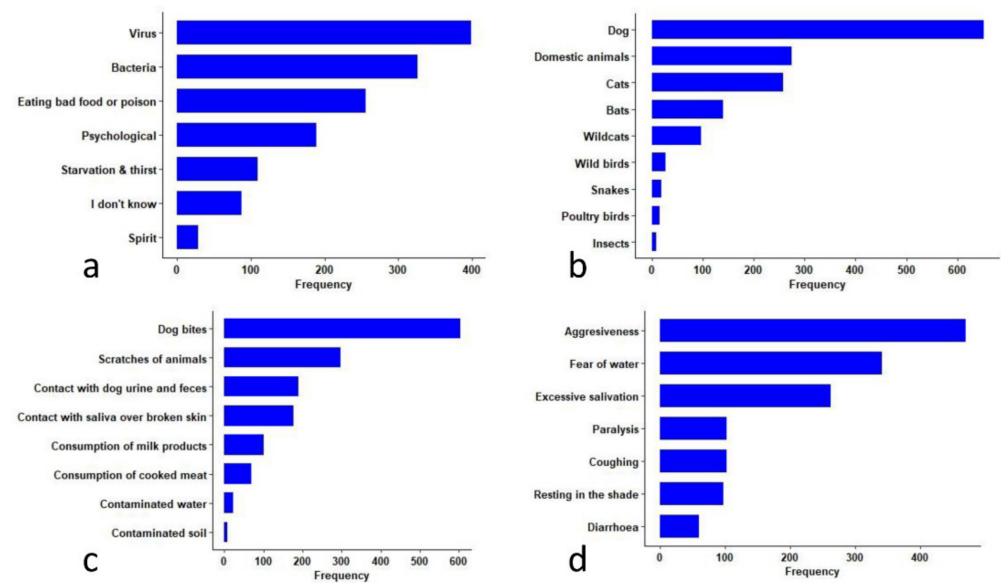 Virus
Bacteria
Eating bad food or poison
Psychological
Starvation & thirst
I don't know
Spirit
0 100 200 300 400
Frequency
a
Dog
Domestic animals
Cats
Bats
Wildcats
Wild birds
Snakes
Poultry birds
Insects
0 100 200 300 400 500 600
Frequency
b
Dog bites
Scratches of animals
Contact with dog urine and feces
Contact with saliva over broken skin
Consumption of milk products
Consumption of cooked meat
Contaminated water
Contaminated soil
0 100 200 300 400 500 600
Frequency
c
Aggresiveness
Fear of water
Excessive salivation
Paralysis
Coughing
Resting in the shade
Diarrhoea
0 100 200 300 400
Frequency
d